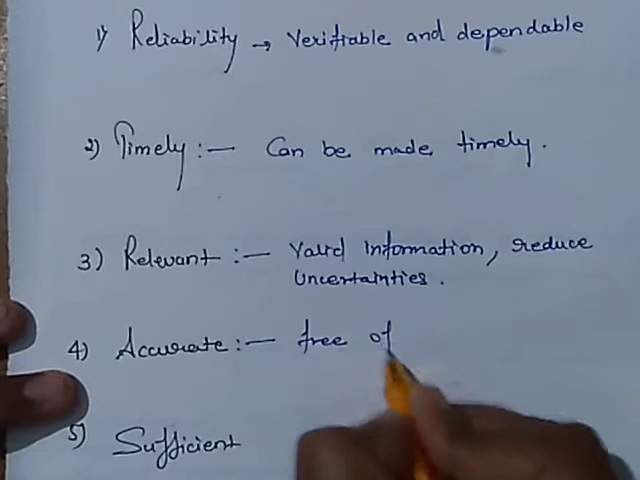 1) Reliability → Verifiable and dependable
2) Timely :— Can be made timely.
3) Relevant :— Valid Information, reduce
Uncertainties.
4) Accurate :— free of
5) Sufficient